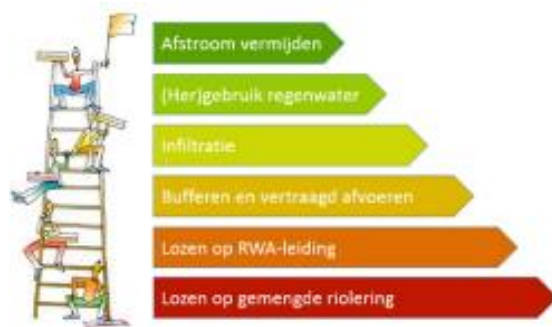 Afstroom vermijden
(Her)gebruik regenwater
Infiltratie
Bufferen en vertraagd afvoeren
Lozen op RWA-leiding
Lozen op gemengde riolering